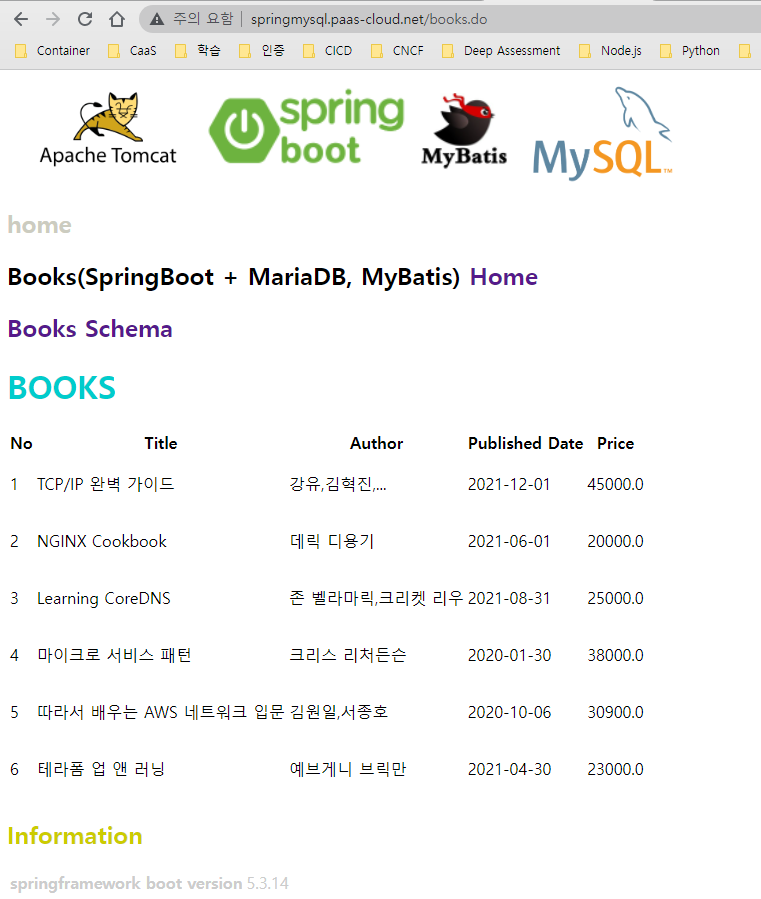 주의 요함 | springmysql.paas-cloud.net/books.do
Container CaaS 학습 인증 CICD CNCF Deep Assessment Node.js Python
Apache Tomcat spring boot MyBatis MySQL™
home
Books(SpringBoot + MariaDB, MyBatis) Home
Books Schema
BOOKS
No Title Author Published Date Price
1 TCP/IP 완벽 가이드 강유,김혁진,... 2021-12-01 45000.0
2 NGINX Cookbook 데릭 디용기 2021-06-01 20000.0
3 Learning CoreDNS 존 벨라마릭,크리켓 리우 2021-08-31 25000.0
4 마이크로 서비스 패턴 크리스 리처든슨 2020-01-30 38000.0
5 따라서 배우는 AWS 네트워크 입문 김원일,서종호 2020-10-06 30900.0
6 테라폼 업 앤 러닝 예브게니 브릭만 2021-04-30 23000.0
Information
springframework boot version 5.3.14